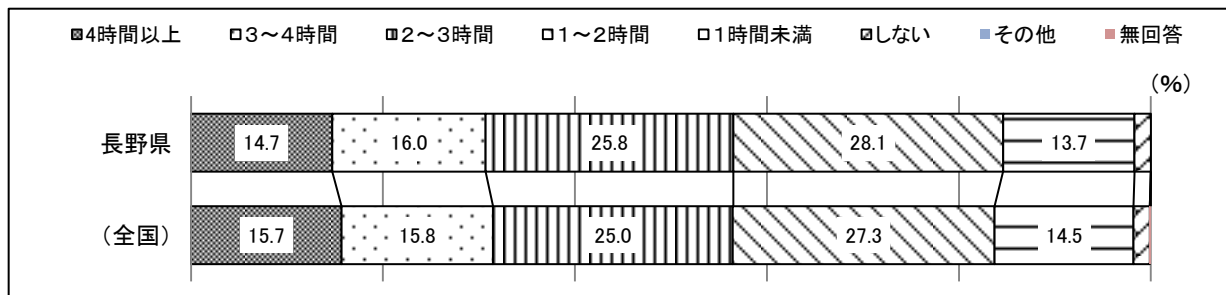 4時間以上 3～4時間 2～3時間 1～2時間 1時間未満 しない その他 無回答
(%)
長野県 14.7 16.0 25.8 28.1 13.7
(全国) 15.7 15.8 25.0 27.3 14.5